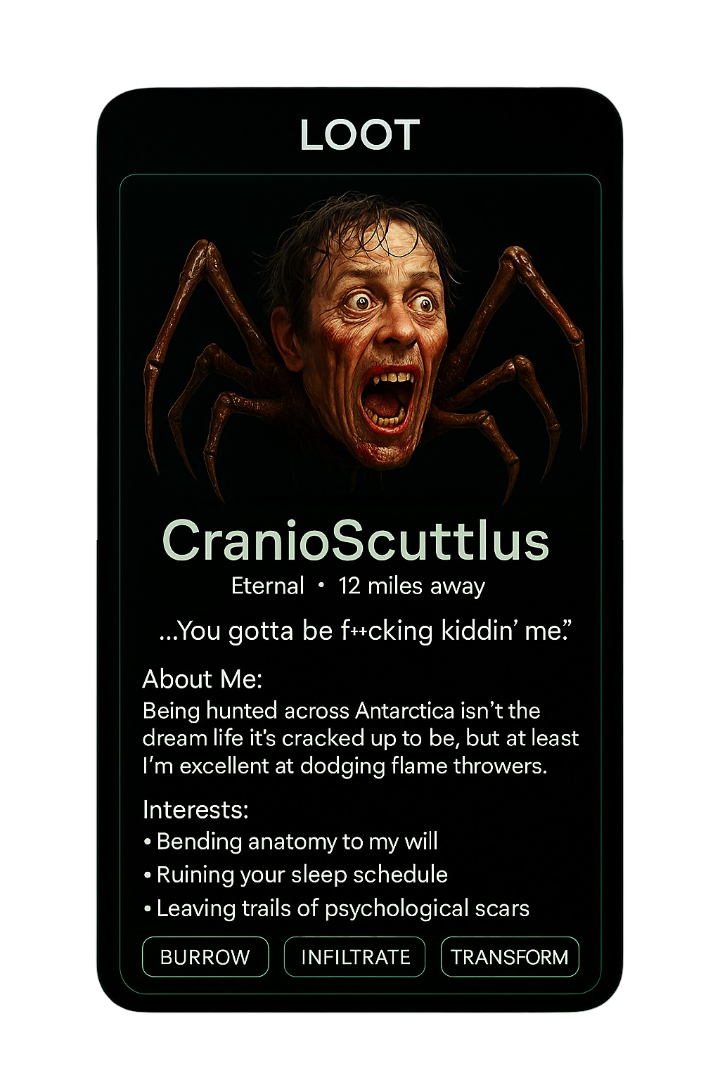 LOOT
CranioScuttlus
Eternal • 12 miles away
...You gotta be f++cking kiddin' me."
About Me:
Being hunted across Antarctica isn't the
dream life it's cracked up to be, but at least
I'm excellent at dodging flame throwers.
Interests:
• Bending anatomy to my will
• Ruining your sleep schedule
• Leaving trails of psychological scars
BURROW INFILTRATE TRANSFORM